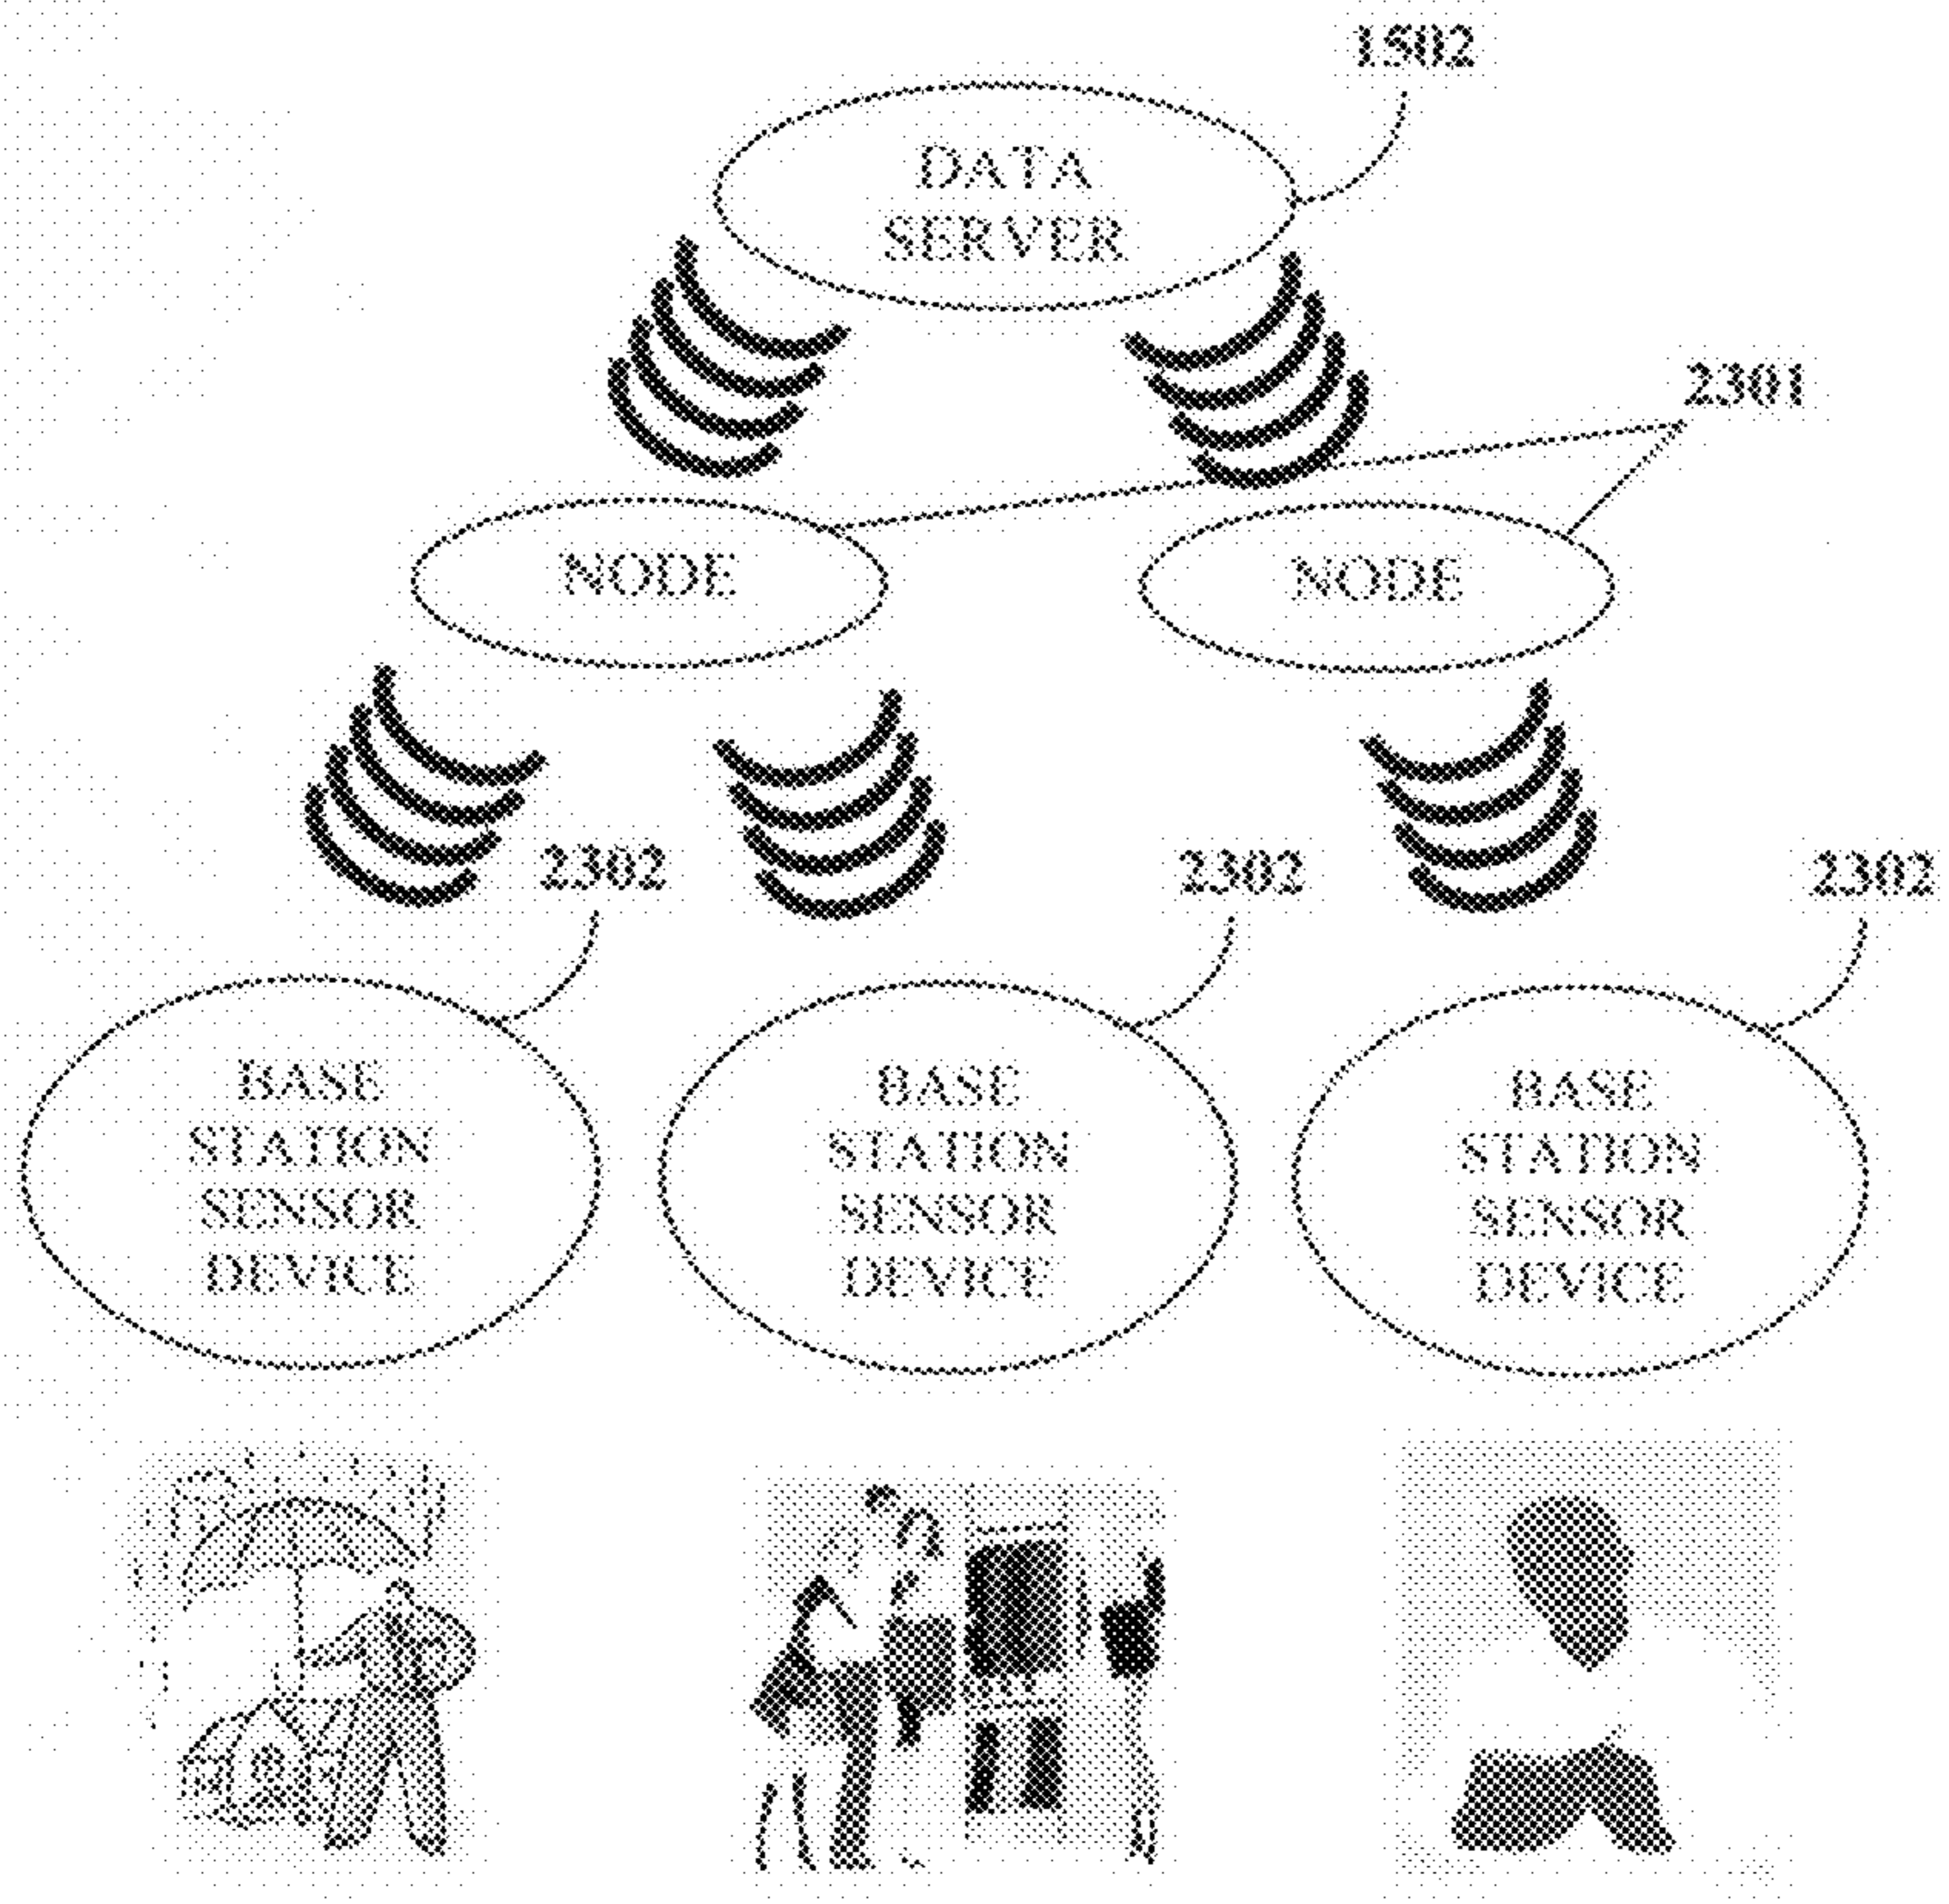 1502
DATA
SERVER
2301
NODE
NODE
2302
2302
2302
BASE
STATION
SENSOR
DEVICE
BASE
STATION
SENSOR
DEVICE
BASE
STATION
SENSOR
DEVICE